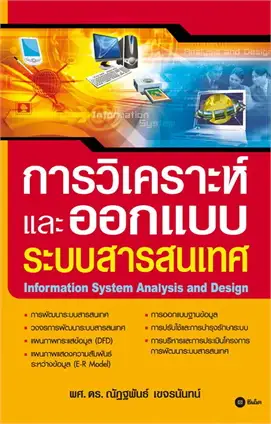 Analysis and Design
Information
Sys
การวิเคราะห์
และ ออกแบบ
ระบบสารสนเทศ
Information System Analysis and Design
• การพัฒนาระบบสารสนเทศ
• วงจรการพัฒนาระบบสารสนเทศ
• แผนภาพกระแสข้อมูล (DFD)
• แผนภาพแสดงความสัมพันธ์
ระหว่างข้อมูล (E-R Model)
• การออกแบบฐานข้อมูล
• การปรับใช้และการบำรุงรักษาระบบ
• การบริหารและการประเมินโครงการ
การพัฒนาระบบสารสนเทศ
ผศ. ดร. ณัฏฐพันธ์ เขจรนันทน์
ซีเอ็ด